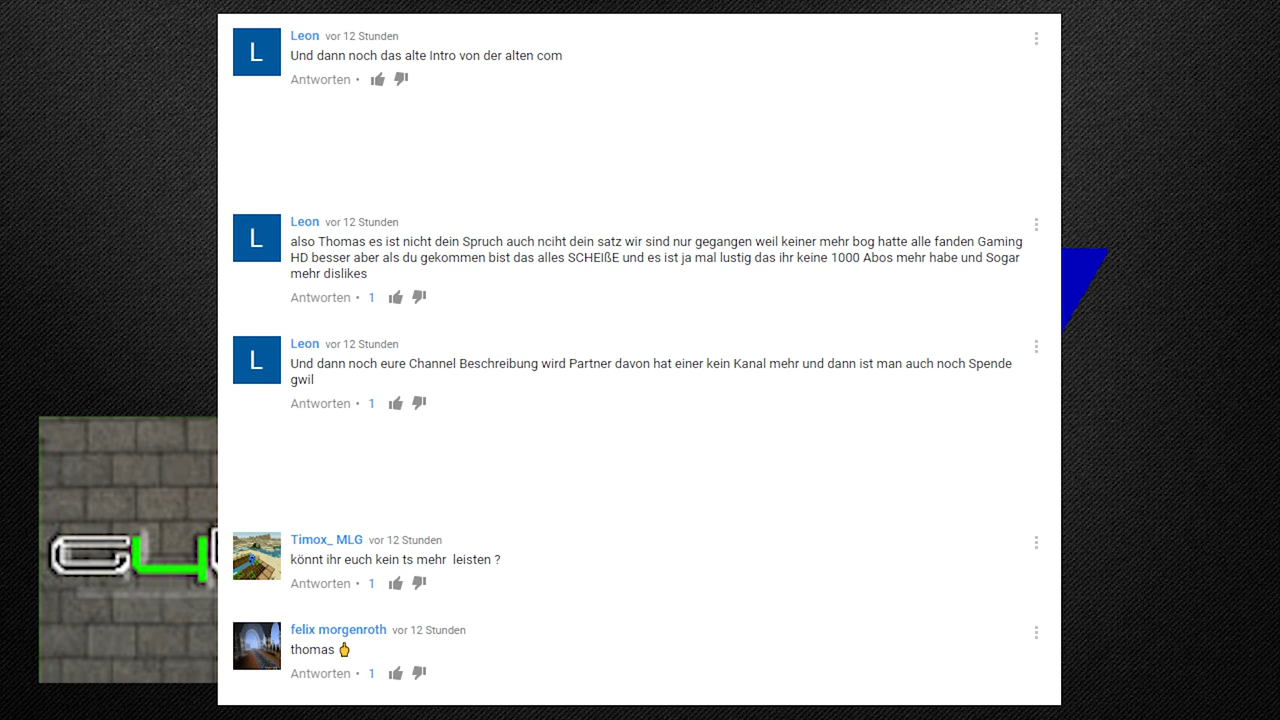 L
Leon vor 12 Stunden
Und dann noch das alte Intro von der alten com
Antworten •
L
Leon vor 12 Stunden
also Thomas es ist nicht dein Spruch auch nciht dein satz wir sind nur gegangen weil keiner mehr bog hatte alle fanden Gaming
HD besser aber als du gekommen bist das alles SCHEIßE und es ist ja mal lustig das ihr keine 1000 Abos mehr habe und Sogar
mehr dislikes
Antworten • 1
L
Leon vor 12 Stunden
Und dann noch eure Channel Beschreibung wird Partner davon hat einer kein Kanal mehr und dann ist man auch noch Spende
gwil
Antworten • 1
Timox_ MLG vor 12 Stunden
könnt ihr euch kein ts mehr  leisten ?
Antworten • 1
felix morgenroth vor 12 Stunden
thomas 🖕
Antworten • 1